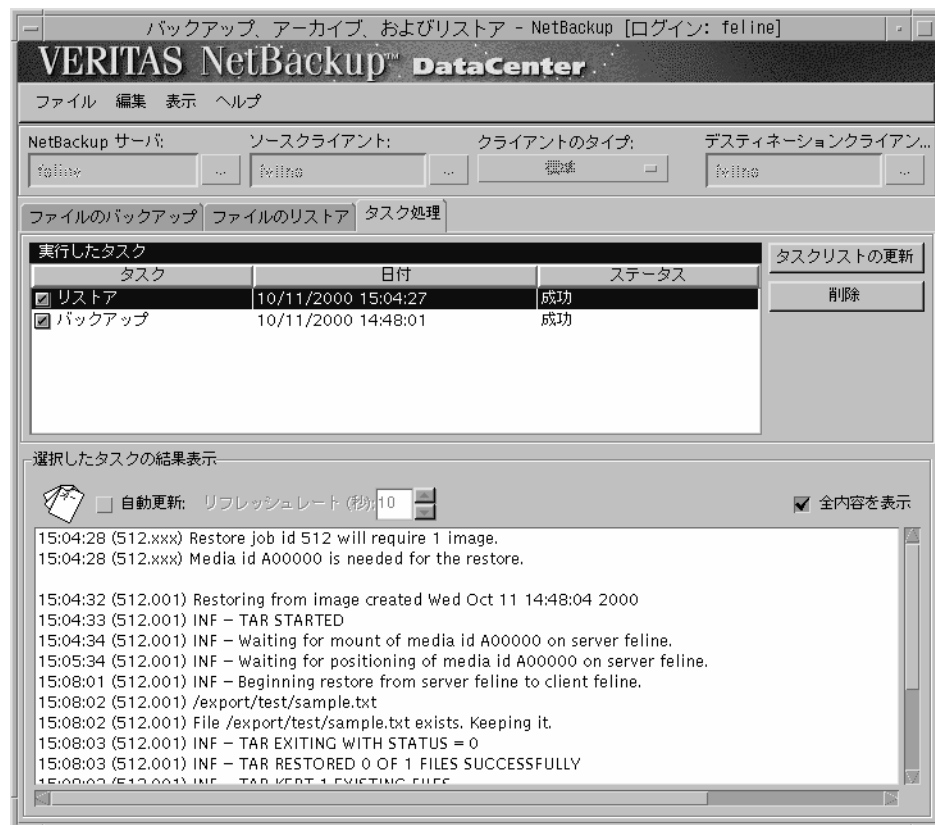 バックアップ、アーカイブ、およびリストア - NetBackup [ログイン: feline]
VERITAS NetBackup™ DataCenter
ファイル 編集 表示 ヘルプ
NetBackup サーバ: ソースクライアント: クライアントのタイプ: デスティネーションクライアン...
feline ... feline ... 標準 feline ...
ファイルのバックアップ ファイルのリストア タスク処理
実行したタスク
タスク 日付 ステータス
リストア 10/11/2000 15:04:27 成功
バックアップ 10/11/2000 14:48:01 成功
タスクリストの更新
削除
選択したタスクの結果表示
自動更新: リフレッシュレート (秒): 10 全内容を表示
15:04:28 (512.xxx) Restore job id 512 will require 1 image.
15:04:28 (512.xxx) Media id A00000 is needed for the restore.
15:04:32 (512.001) Restoring from image created Wed Oct 11 14:48:04 2000
15:04:33 (512.001) INF – TAR STARTED
15:04:34 (512.001) INF – Waiting for mount of media id A00000 on server feline.
15:05:34 (512.001) INF – Waiting for positioning of media id A00000 on server feline.
15:08:01 (512.001) INF – Beginning restore from server feline to client feline.
15:08:02 (512.001) /export/test/sample.txt
15:08:02 (512.001) File /export/test/sample.txt exists. Keeping it.
15:08:03 (512.001) INF – TAR EXITING WITH STATUS = 0
15:08:03 (512.001) INF – TAR RESTORED 0 OF 1 FILES SUCCESSFULLY
15:08:03 (512.001) INF – TAR KEPT 1 EXISTING FILES